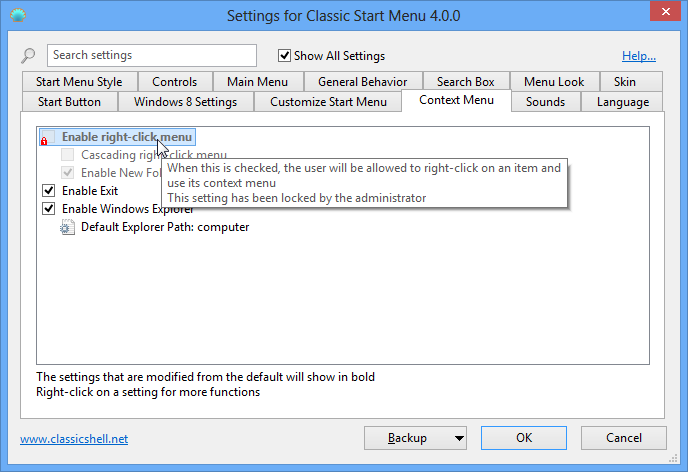 Settings for Classic Start Menu 4.0.0
Search settings
Show All Settings
Help...
Start Menu Style
Controls
Main Menu
General Behavior
Search Box
Menu Look
Skin
Start Button
Windows 8 Settings
Customize Start Menu
Context Menu
Sounds
Language
Enable right-click menu
Cascading right-click menu
Enable New Fol
When this is checked, the user will be allowed to right-click on an item and
use its context menu
This setting has been locked by the administrator
Enable Exit
Enable Windows Explorer
Default Explorer Path: computer
The settings that are modified from the default will show in bold
Right-click on a setting for more functions
www.classicshell.net
Backup
OK
Cancel